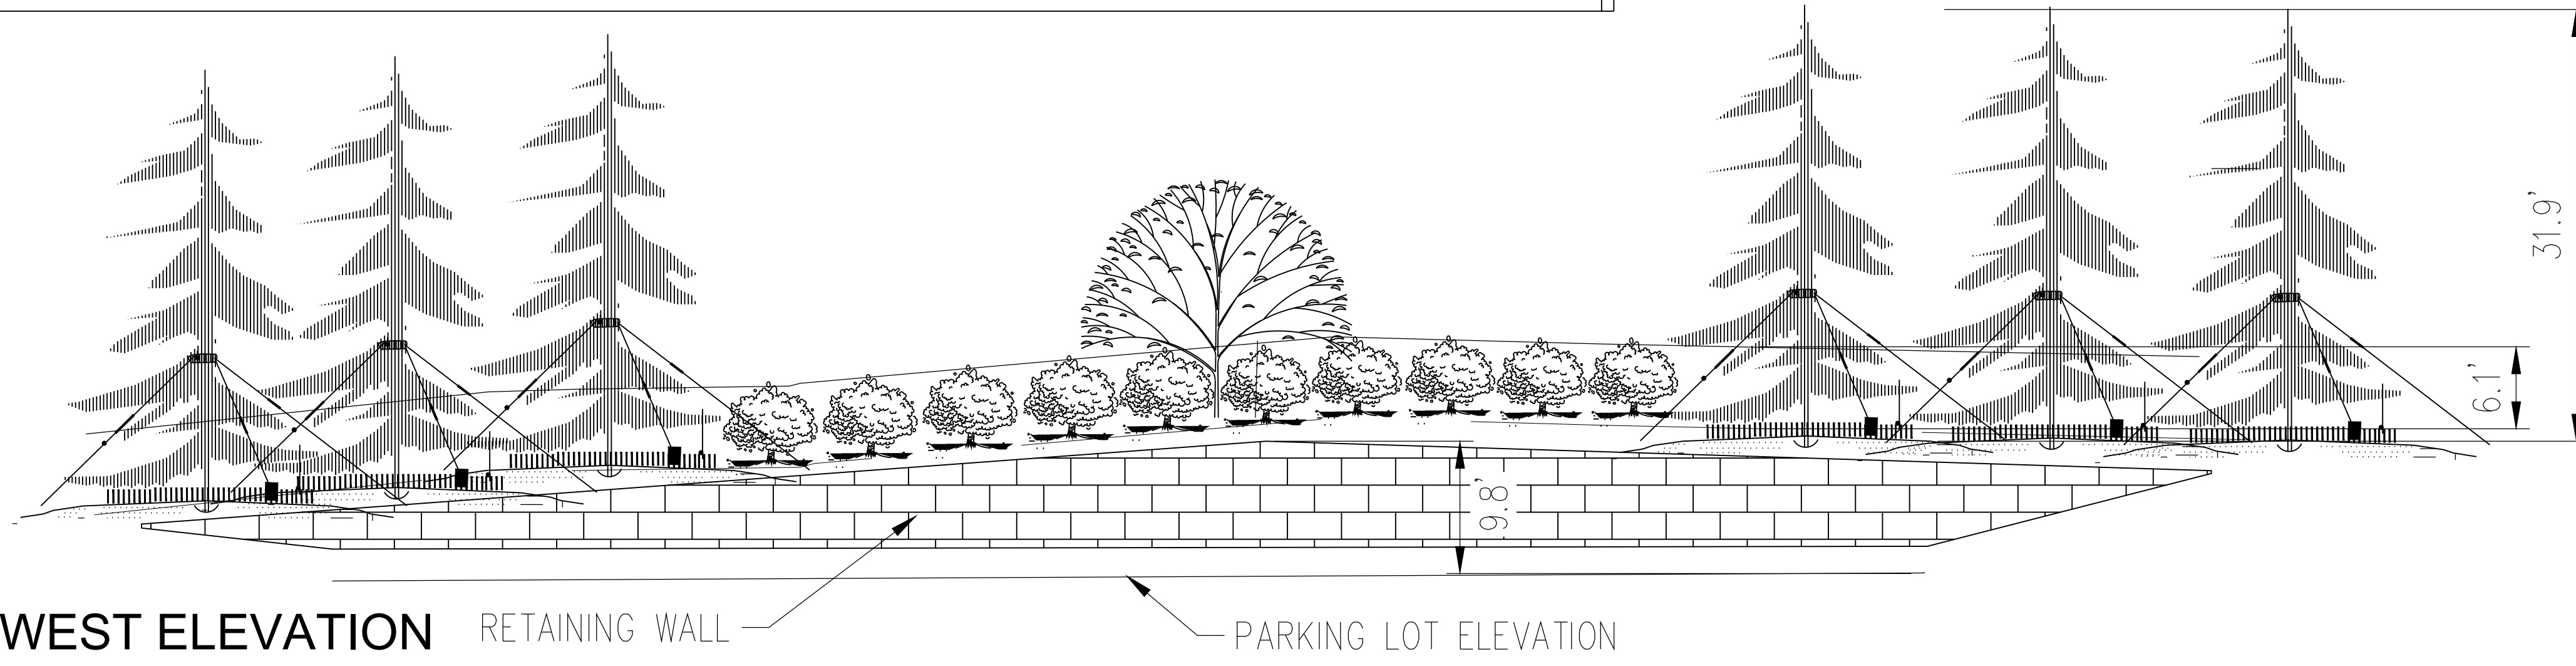 31.9'
6.1'
9.8'
WEST ELEVATION
RETAINING WALL
PARKING LOT ELEVATION